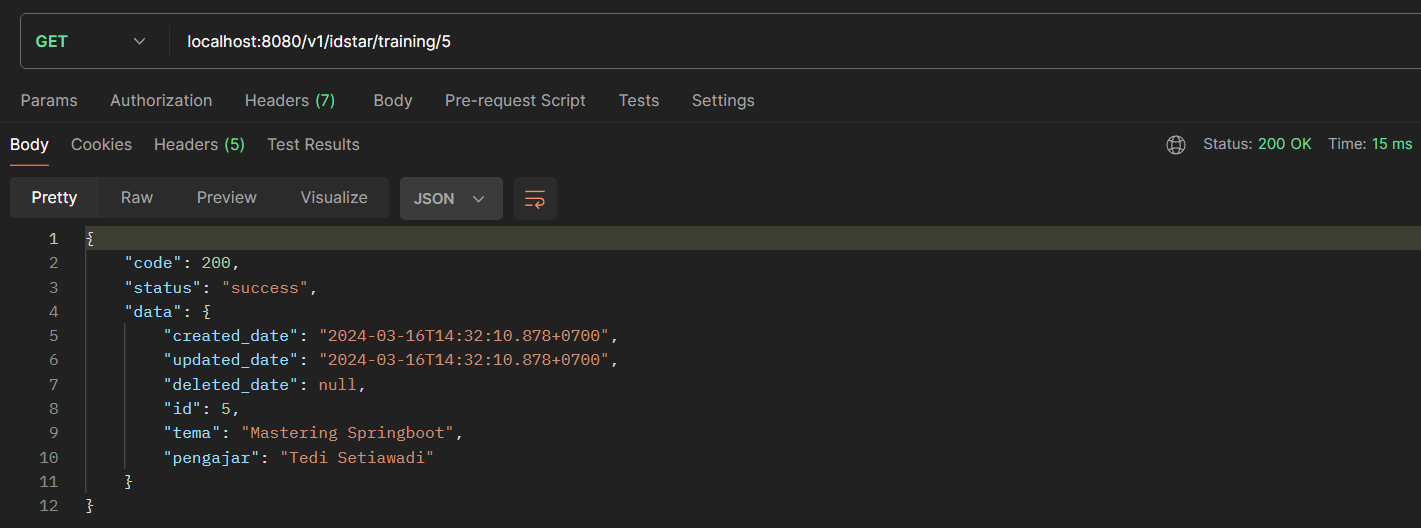 GET localhost:8080/v1/idstar/training/5
Params Authorization Headers (7) Body Pre-request Script Tests Settings
Body Cookies Headers (5) Test Results Status: 200 OK Time: 15 ms
Pretty Raw Preview Visualize JSON
1 {
2 "code": 200,
3 "status": "success",
4 "data": {
5 "created_date": "2024-03-16T14:32:10.878+0700",
6 "updated_date": "2024-03-16T14:32:10.878+0700",
7 "deleted_date": null,
8 "id": 5,
9 "tema": "Mastering Springboot",
10 "pengajar": "Tedi Setiawadi"
11 }
12 }